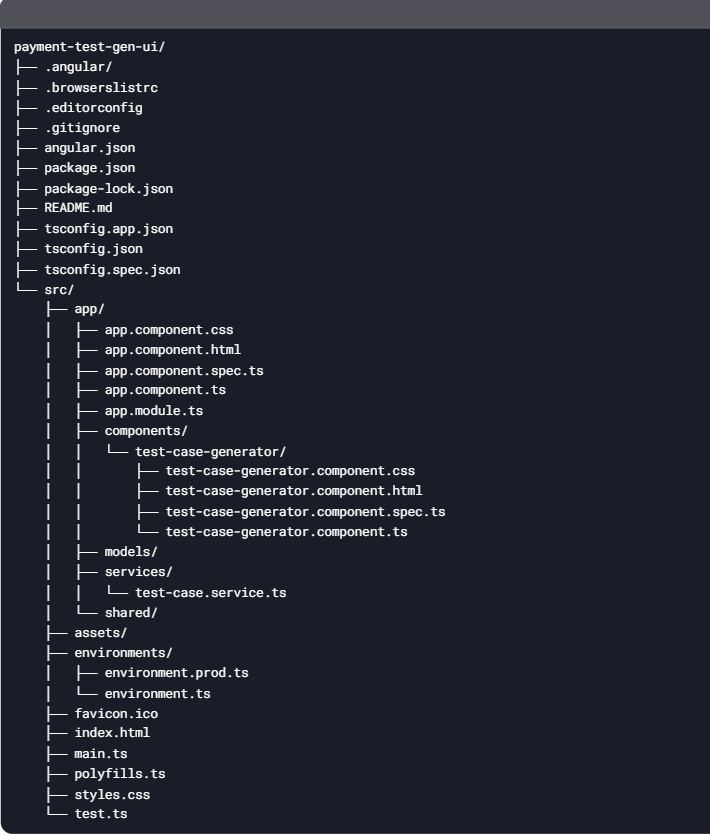 payment-test-gen-ui/
├── .angular/
├── .browserslistrc
├── .editorconfig
├── .gitignore
├── angular.json
├── package.json
├── package-lock.json
├── README.md
├── tsconfig.app.json
├── tsconfig.json
├── tsconfig.spec.json
└── src/
    ├── app/
    │   ├── app.component.css
    │   ├── app.component.html
    │   ├── app.component.spec.ts
    │   ├── app.component.ts
    │   ├── app.module.ts
    │   ├── components/
    │   │   └── test-case-generator/
    │   │       ├── test-case-generator.component.css
    │   │       ├── test-case-generator.component.html
    │   │       ├── test-case-generator.component.spec.ts
    │   │       └── test-case-generator.component.ts
    │   ├── models/
    │   ├── services/
    │   │   └── test-case.service.ts
    │   └── shared/
    ├── assets/
    ├── environments/
    │   ├── environment.prod.ts
    │   └── environment.ts
    ├── favicon.ico
    ├── index.html
    ├── main.ts
    ├── polyfills.ts
    ├── styles.css
    └── test.ts